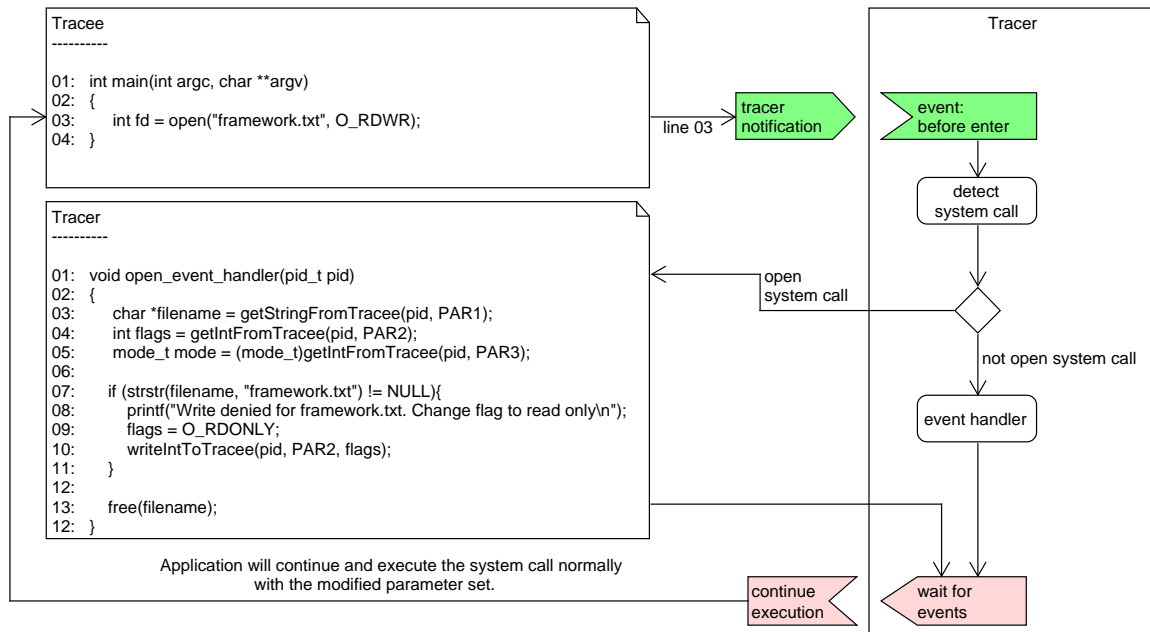 Tracee
----------
01:   int main(int argc, char **argv)
02:   {
03:        int fd = open("framework.txt", O_RDWR);
04:   }
line 03
tracer
notification
Tracer
event:
before enter
detect
system call
open
system call
not open system call
event handler
Tracer
----------
01:   void open_event_handler(pid_t pid)
02:   {
03:        char *filename = getStringFromTracee(pid, PAR1);
04:        int flags = getIntFromTracee(pid, PAR2);
05:        mode_t mode = (mode_t)getIntFromTracee(pid, PAR3);
06:
07:       if (strstr(filename, "framework.txt") != NULL){
08:           printf("Write denied for framework.txt. Change flag to read only\n");
09:           flags = O_RDONLY;
10:           writeIntToTracee(pid, PAR2, flags);
11:       }
12:
13:       free(filename);
12:   }
Application will continue and execute the system call normally
with the modified parameter set.
continue
execution
wait for
events